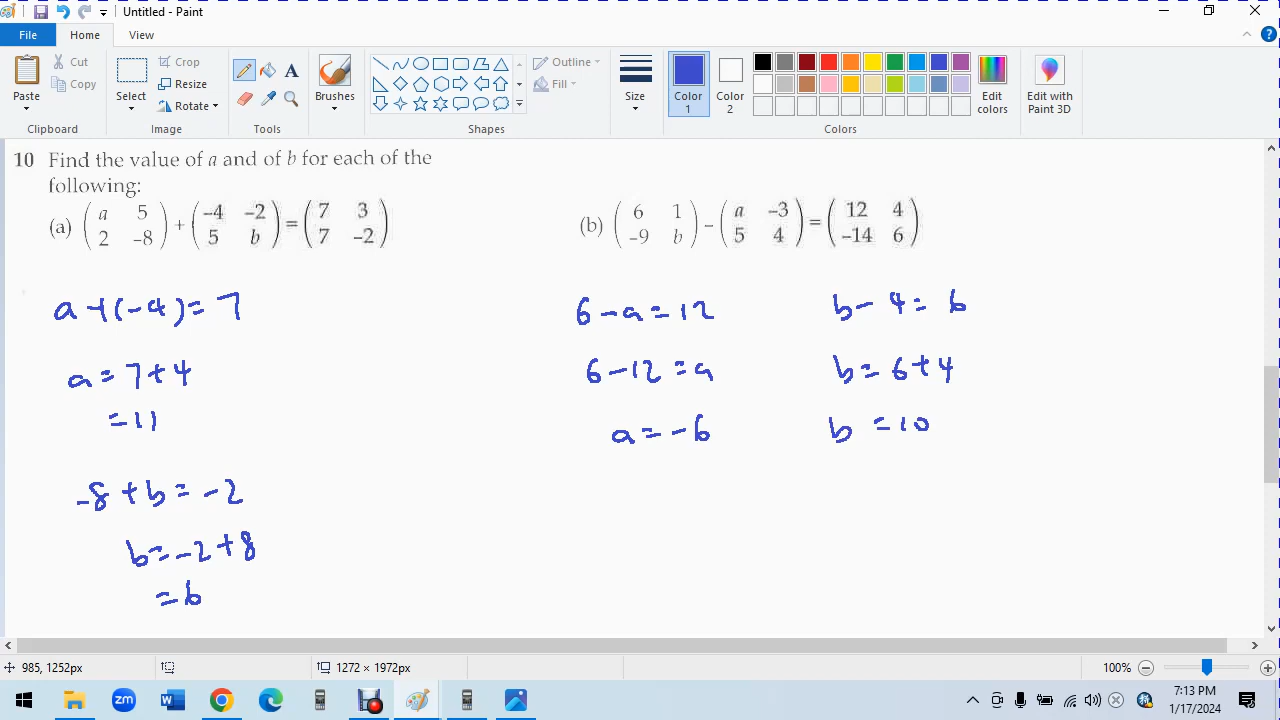 Untitled - Paint
File Home View
Paste
Cut
Copy
Clipboard
Select
Crop
Resize
Rotate
Image
A
Tools
Brushes
Outline
Fill
Shapes
Size
Color 1
Color 2
Edit colors
Colors
Edit with Paint 3D
10 Find the value of a and of b for each of the
following:
(a) ( a 5 ) + ( –4 –2 ) = ( 7 3 )
( 2 –8 ) ( 5 b ) ( 7 –2 )
(b) ( 6 1 ) – ( a –3 ) = ( 12 4 )
( –9 b ) ( 5 4 ) ( –14 6 )
a + (-4) = 7
a = 7 + 4
= 11
-8 + b = -2
b = -2 + 8
= 6
6 - a = 12
6 - 12 = a
a = -6
b - 4 = 6
b = 6 + 4
b = 10
985, 1252px
1272 × 1972px
100%
zm
W
7:13 PM
1/17/2024